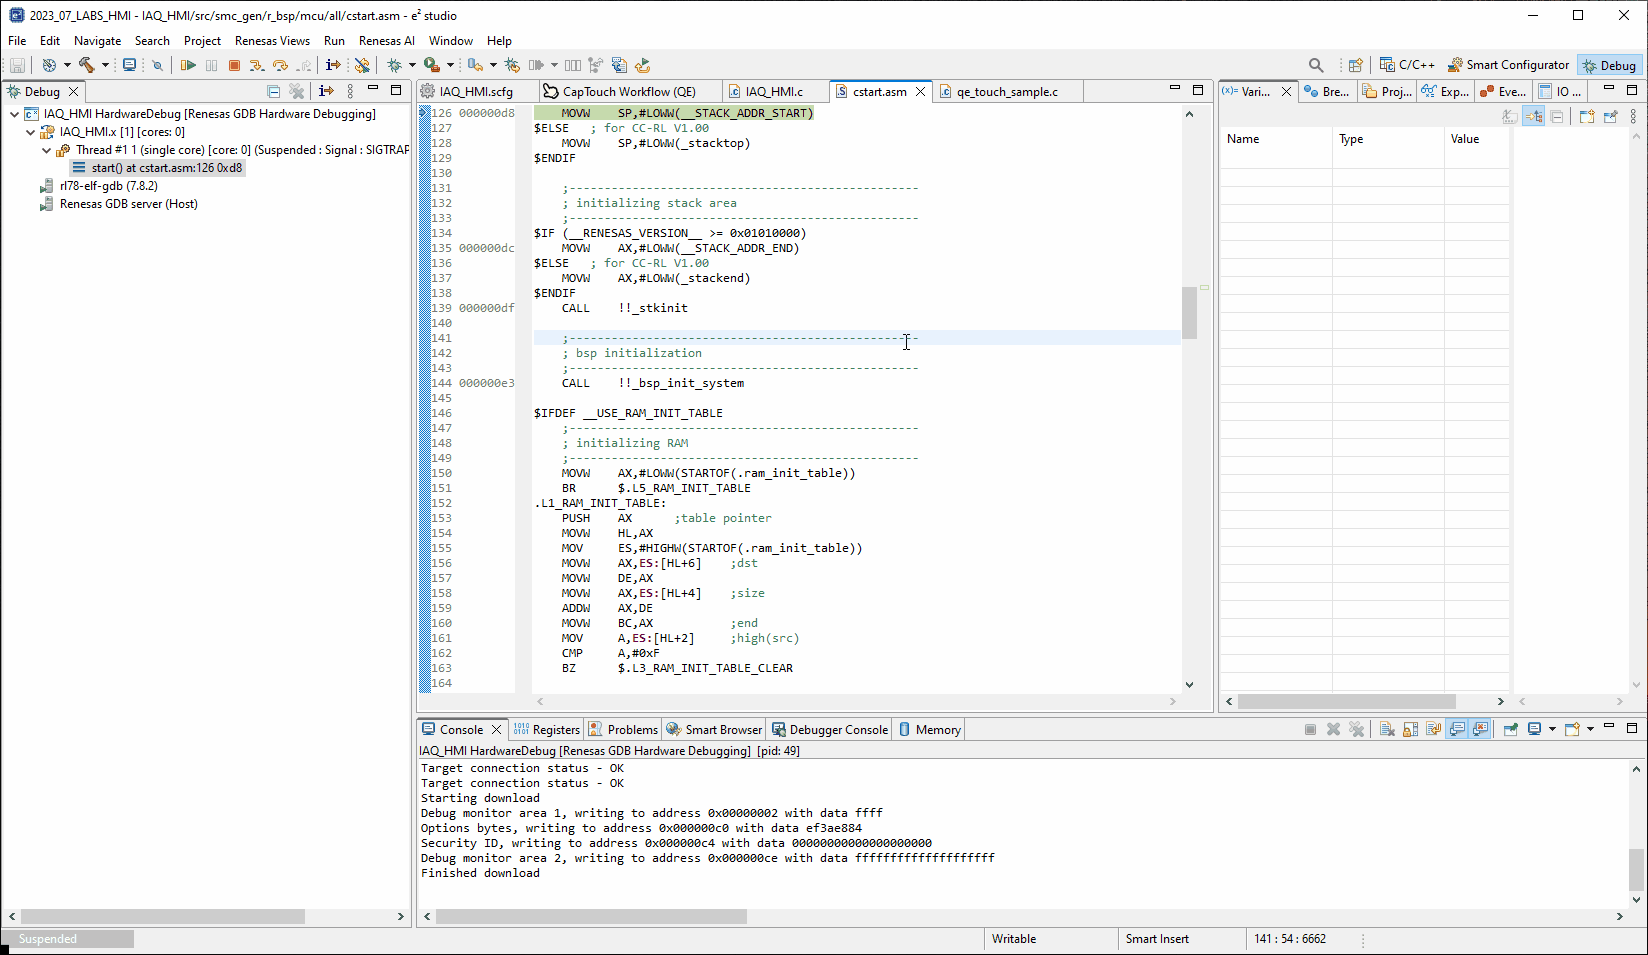 2023_07_LABS_HMI - IAQ_HMI/src/smc_gen/r_bsp/mcu/all/cstart.asm - e² studio
File Edit Navigate Search Project Renesas Views Run Renesas AI Window Help
C/C++ Smart Configurator Debug
Debug
IAQ_HMI HardwareDebug [Renesas GDB Hardware Debugging]
IAQ_HMI.x [1] [cores: 0]
Thread #1 1 (single core) [core: 0] (Suspended : Signal : SIGTRAP
start() at cstart.asm:126 0xd8
rl78-elf-gdb (7.8.2)
Renesas GDB server (Host)
IAQ_HMI.scfg CapTouch Workflow (QE) IAQ_HMI.c cstart.asm qe_touch_sample.c
126 000000d8 MOVW SP,#LOWW(__STACK_ADDR_START)
127 $ELSE ; for CC-RL V1.00
128 MOVW SP,#LOWW(_stacktop)
129 $ENDIF
130
131 ;--------------------------------------------------
132 ; initializing stack area
133 ;--------------------------------------------------
134 $IF (__RENESAS_VERSION__ >= 0x01010000)
135 000000dc MOVW AX,#LOWW(__STACK_ADDR_END)
136 $ELSE ; for CC-RL V1.00
137 MOVW AX,#LOWW(_stackend)
138 $ENDIF
139 000000df CALL !!_stkinit
140
141 ;--------------------------------------------------
142 ; bsp initialization
143 ;--------------------------------------------------
144 000000e3 CALL !!_bsp_init_system
145
146 $IFDEF __USE_RAM_INIT_TABLE
147 ;--------------------------------------------------
148 ; initializing RAM
149 ;--------------------------------------------------
150 MOVW AX,#LOWW(STARTOF(.ram_init_table))
151 BR $.L5_RAM_INIT_TABLE
152 .L1_RAM_INIT_TABLE:
153 PUSH AX ;table pointer
154 MOVW HL,AX
155 MOV ES,#HIGHW(STARTOF(.ram_init_table))
156 MOVW AX,ES:[HL+6] ;dst
157 MOVW DE,AX
158 MOVW AX,ES:[HL+4] ;size
159 ADDW AX,DE
160 MOVW BC,AX ;end
161 MOV A,ES:[HL+2] ;high(src)
162 CMP A,#0xF
163 BZ $.L3_RAM_INIT_TABLE_CLEAR
164
(x)= Vari... Bre... Proj... Exp... Eve... IO ...
Name Type Value
Console Registers Problems Smart Browser Debugger Console Memory
IAQ_HMI HardwareDebug [Renesas GDB Hardware Debugging] [pid: 49]
Target connection status - OK
Target connection status - OK
Starting download
Debug monitor area 1, writing to address 0x00000002 with data ffff
Options bytes, writing to address 0x000000c0 with data ef3ae884
Security ID, writing to address 0x000000c4 with data 00000000000000000000
Debug monitor area 2, writing to address 0x000000ce with data ffffffffffffffffffff
Finished download
Suspended Writable Smart Insert 141 : 54 : 6662